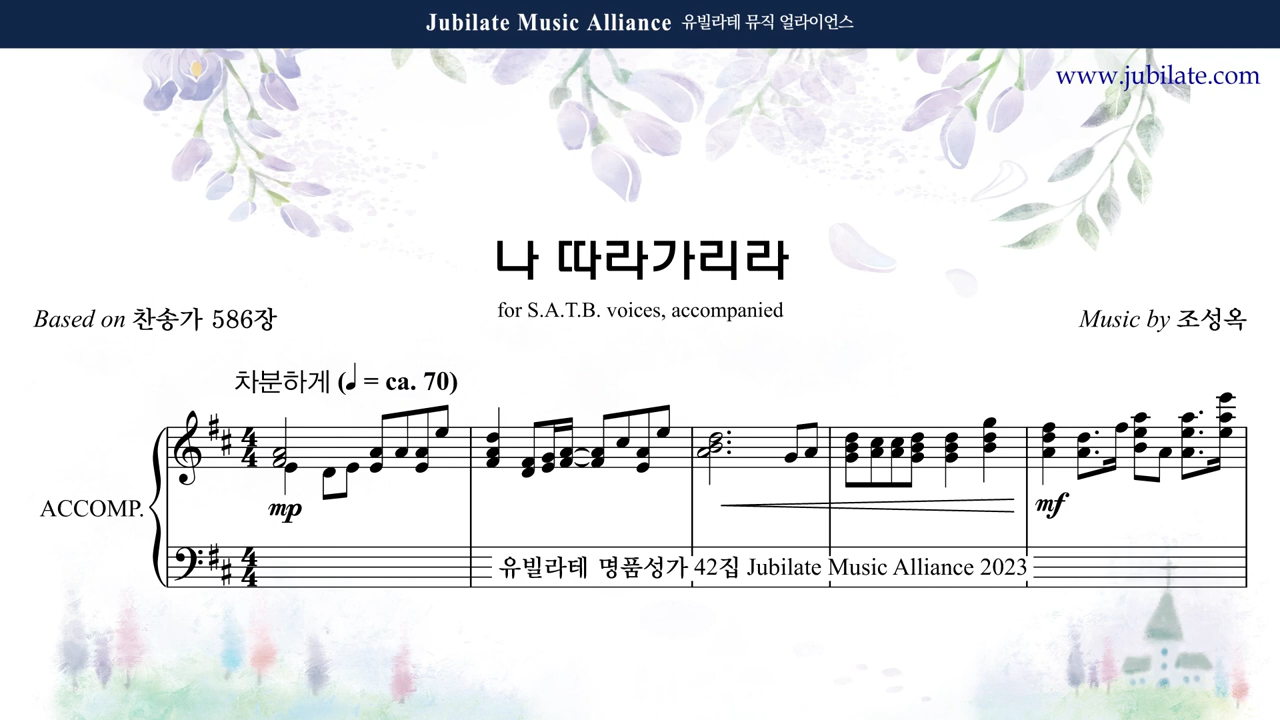 Jubilate Music Alliance 유빌라테 뮤직 얼라이언스
www.jubilate.com
나 따라가리라
for S.A.T.B. voices, accompanied
Based on 찬송가 586장
Music by 조성옥
차분하게 (♩ = ca. 70)
ACCOMP.
mp
mf
유빌라테 명품성가 42집 Jubilate Music Alliance 2023